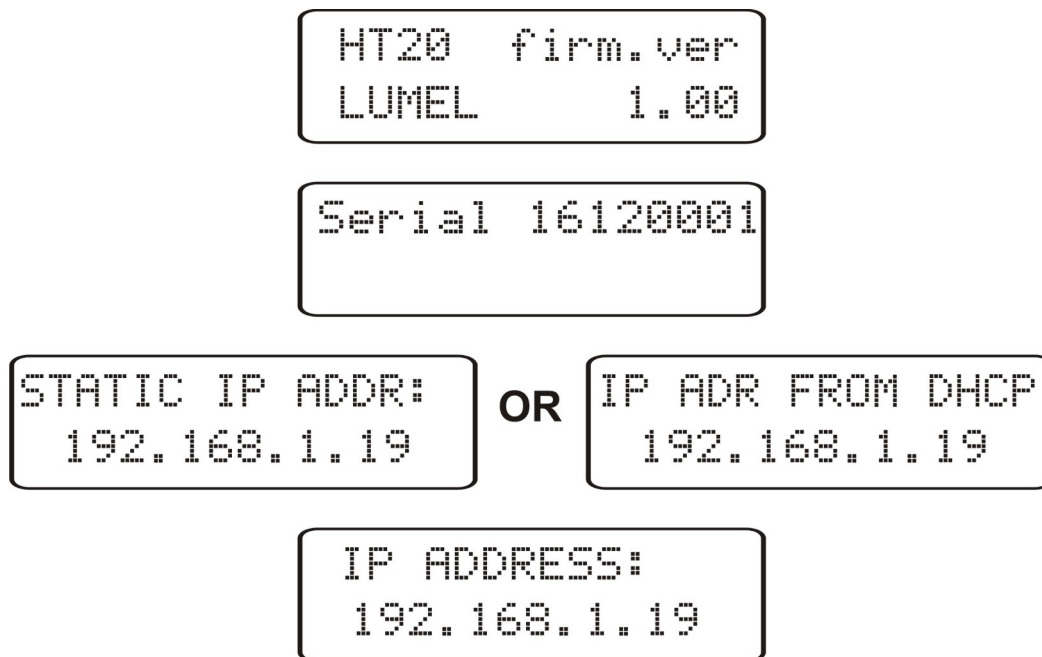 HT20 firm.ver
LUMEL 1.00
Serial 16120001
STATIC IP ADDR:
192.168.1.19
OR
IP ADR FROM DHCP
192.168.1.19
IP ADDRESS:
192.168.1.19